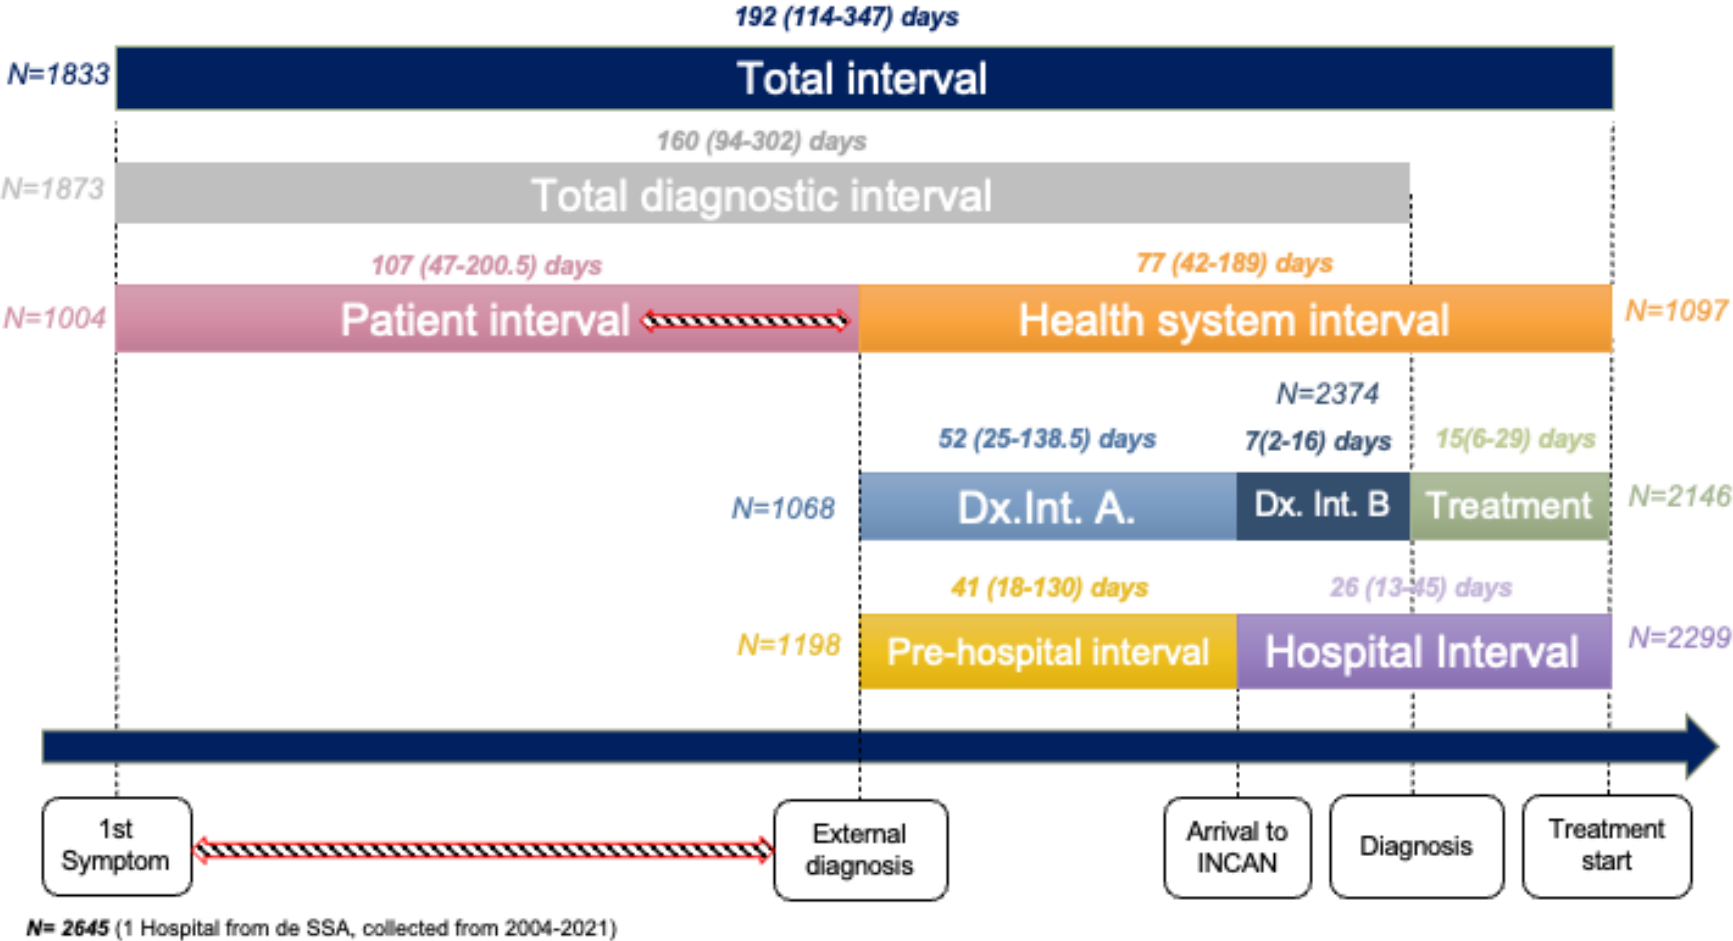 192 (114-347) days
N=1833
Total interval
160 (94-302) days
N=1873
Total diagnostic interval
107 (47-200.5) days
77 (42-189) days
N=1004
Patient interval
Health system interval
N=1097
N=2374
52 (25-138.5) days
7(2-16) days
15(6-29) days
N=1068
Dx.Int. A.
Dx. Int. B
Treatment
N=2146
41 (18-130) days
26 (13-45) days
N=1198
Pre-hospital interval
Hospital Interval
N=2299
1st
Symptom
External
diagnosis
Arrival to
INCAN
Diagnosis
Treatment
start
N= 2645 (1 Hospital from de SSA, collected from 2004-2021)